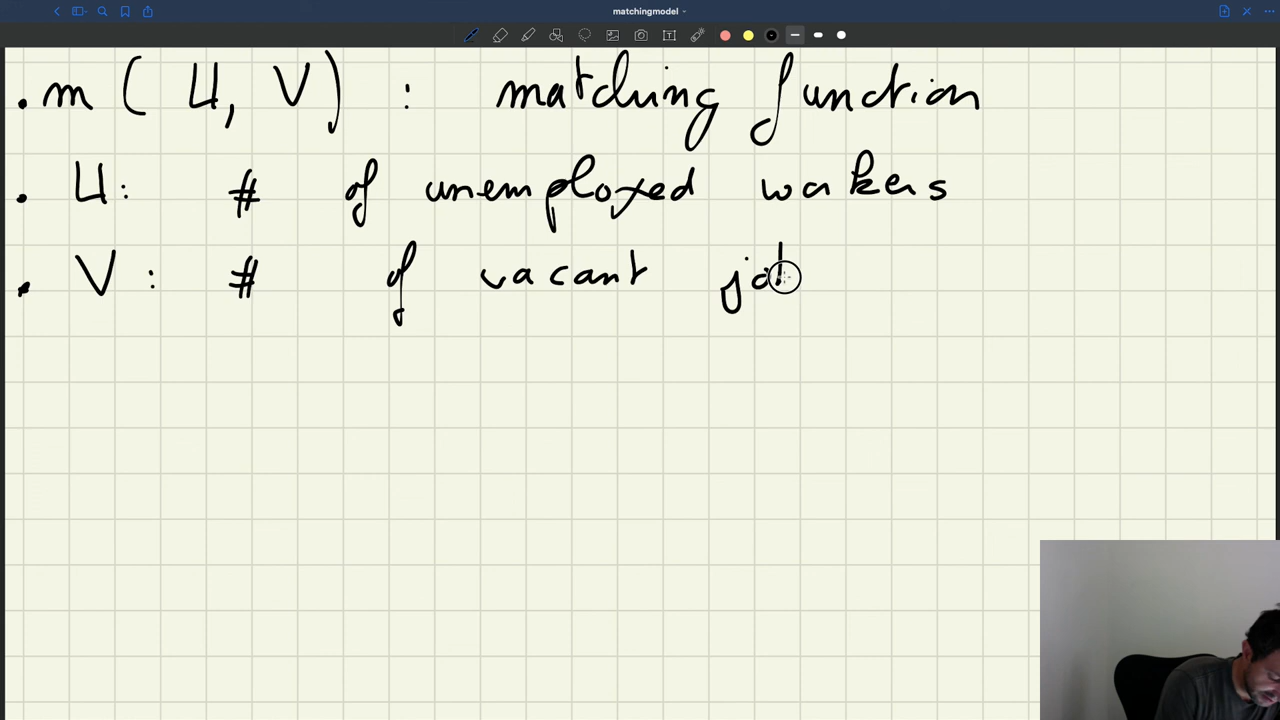 matchingmodel
. m ( U, V ) : matching function
. U: # of unemployed workers
. V : # of vacant job